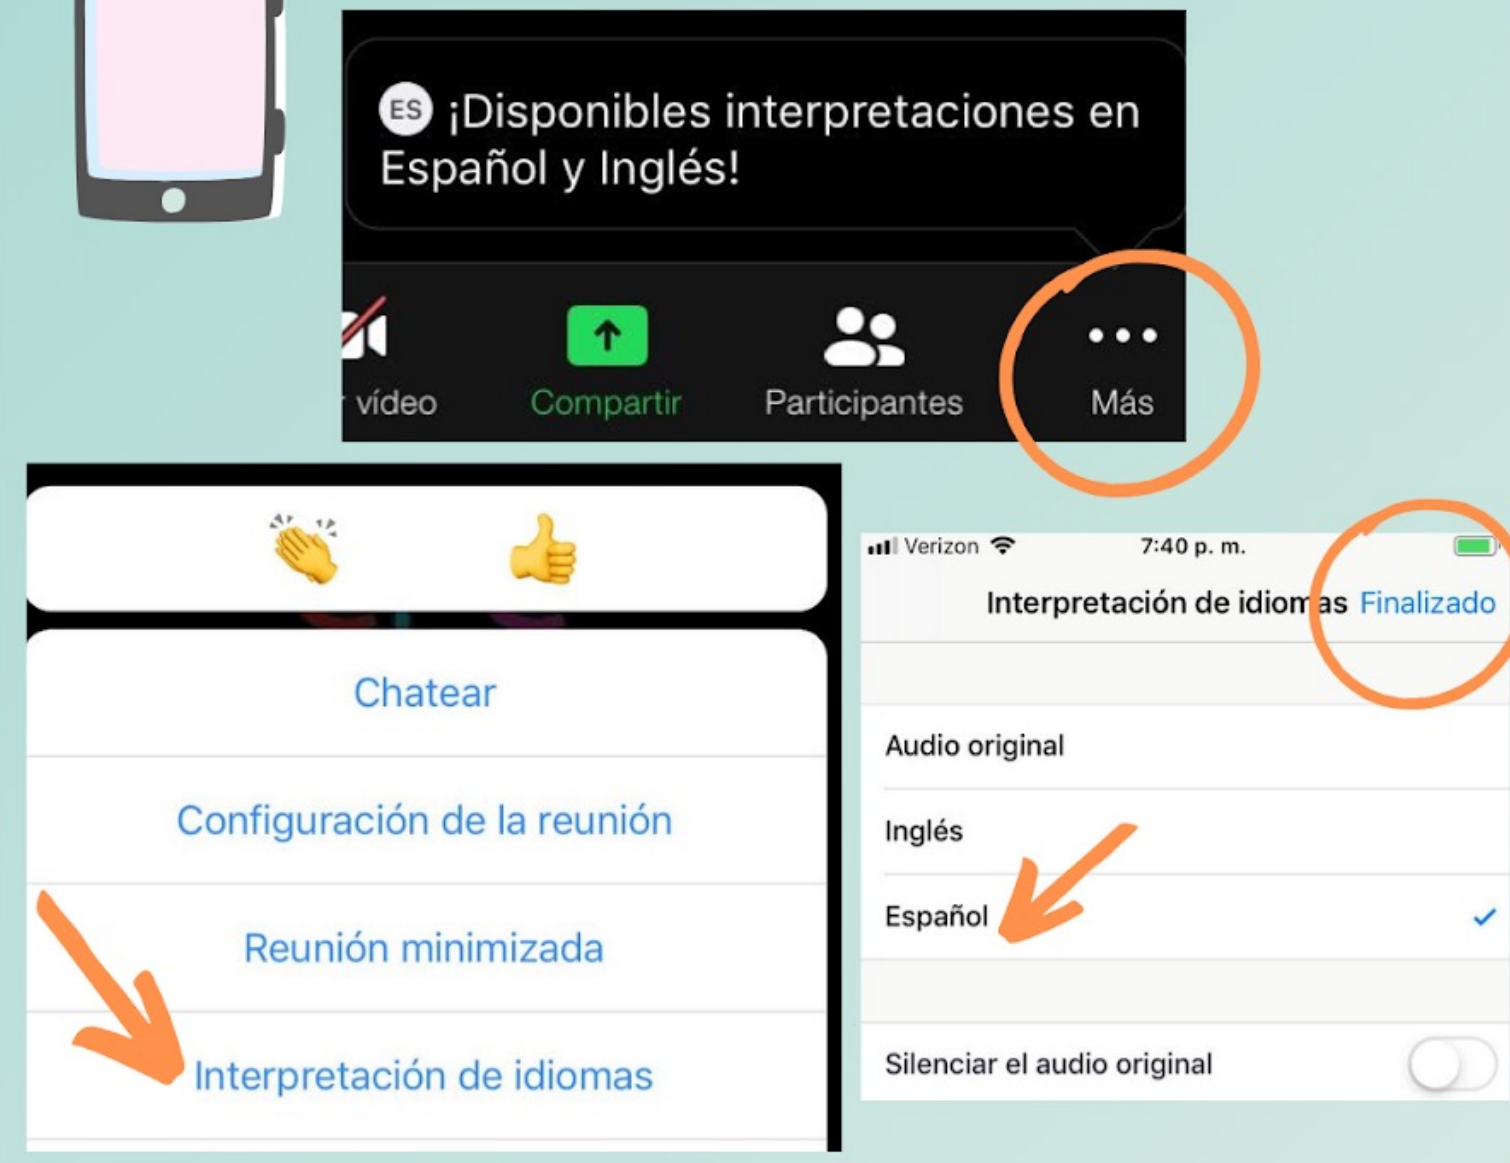 ES ¡Disponibles interpretaciones en
Español y Inglés!
r vídeo
Compartir
Participantes
Más
Chatear
Configuración de la reunión
Reunión minimizada
Interpretación de idiomas
Verizon 7:40 p. m.
Interpretación de idiomas Finalizado
Audio original
Inglés
Español
Silenciar el audio original